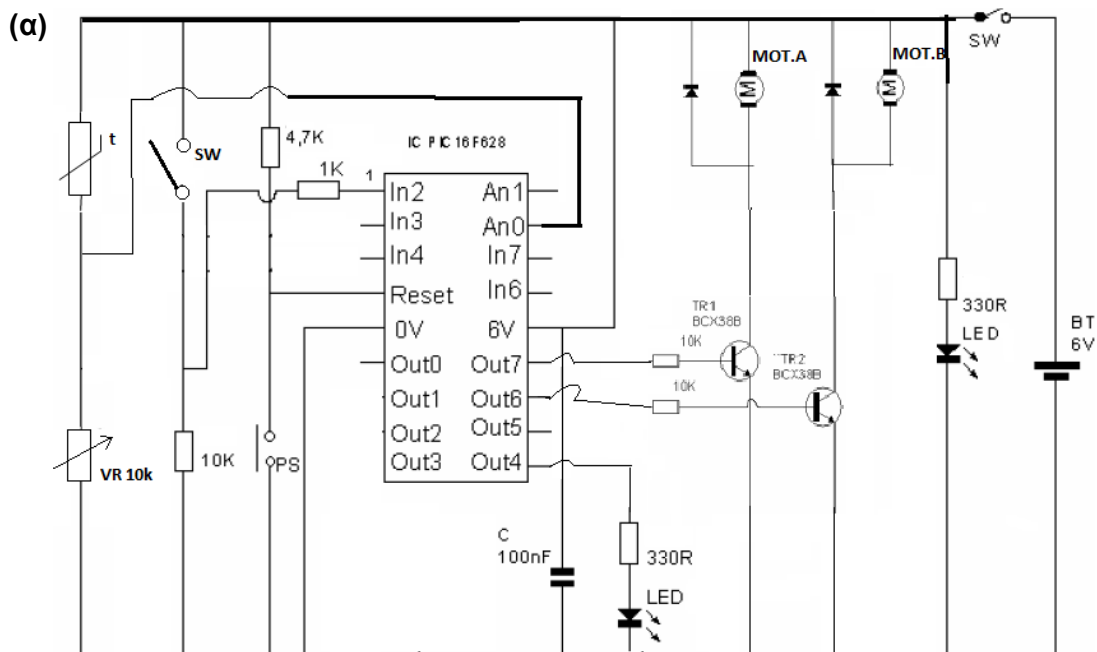 (α)
SW
MOT.A
MOT.B
t
SW
4,7K
IC PIC 16F628
1K
1
In2
An1
In3
An0
In4
In7
Reset
In6
0V
6V
Out0
Out7
Out1
Out6
Out2
Out5
Out3
Out4
TR1
BCX38B
10K
TR2
BCX38B
10K
330R
LED
BT
6V
VR 10k
10K
PS
C
100nF
330R
LED
M
M